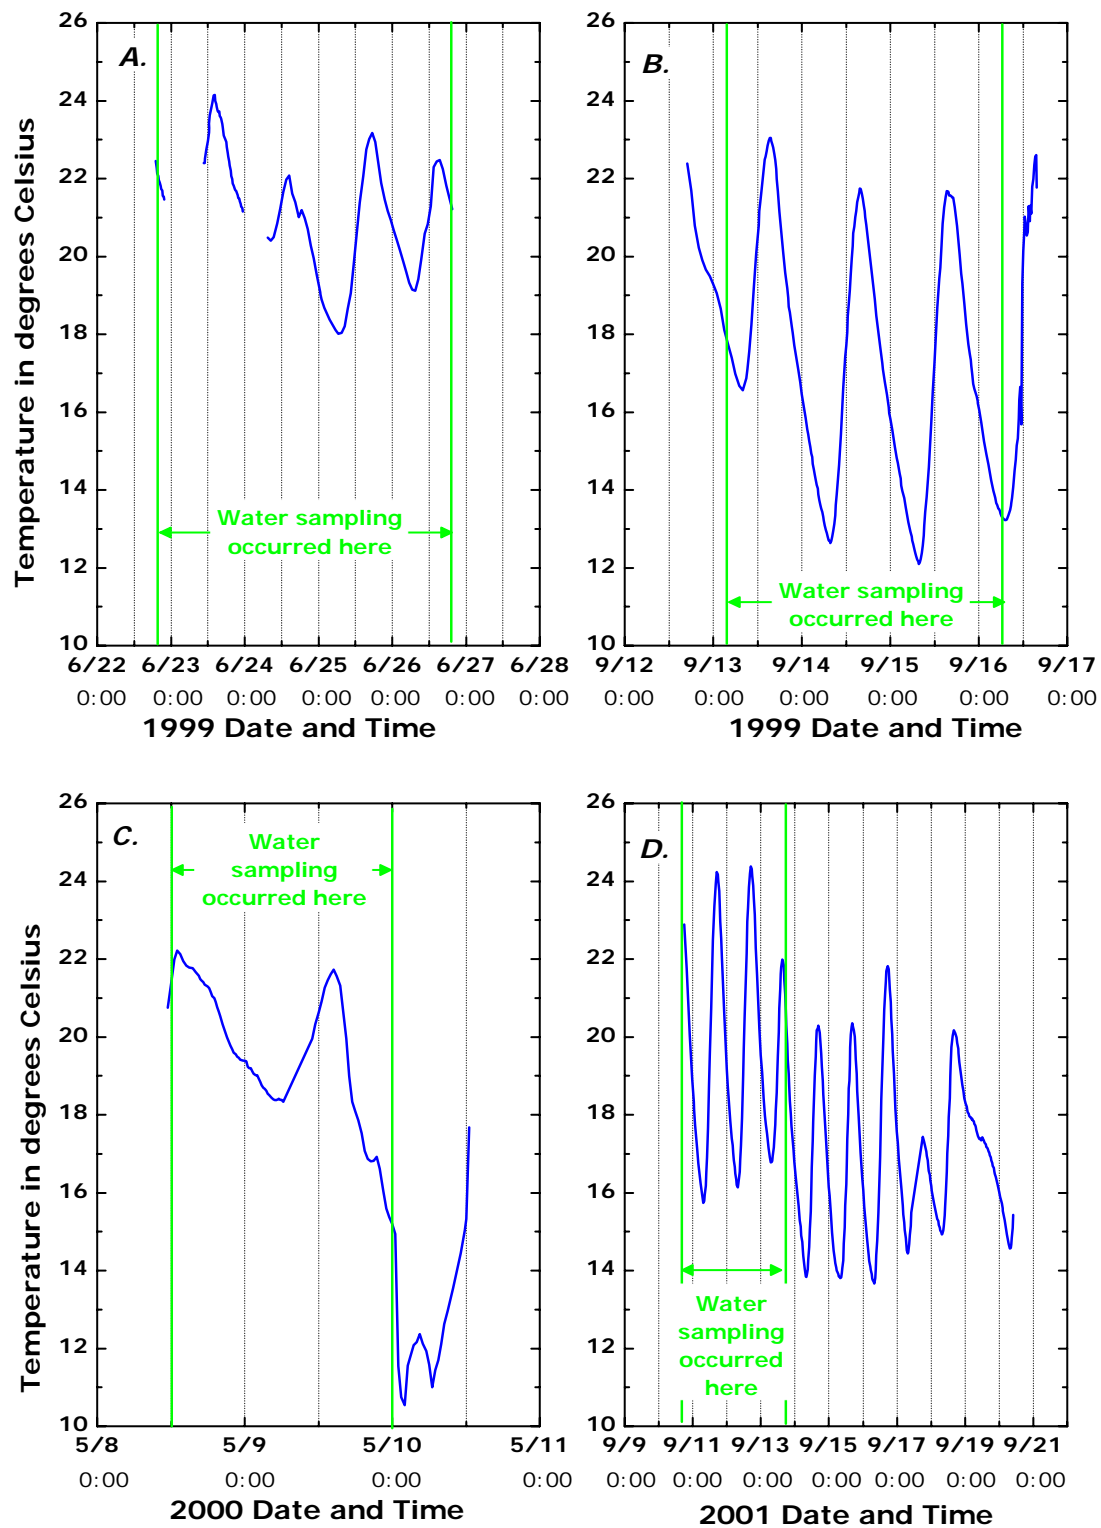 A.
26
24
22
20
18
16
14
12
10
Temperature in degrees Celsius
Water sampling
occurred here
6/22 6/23 6/24 6/25 6/26 6/27 6/28
0:00 0:00 0:00 0:00 0:00 0:00 0:00
1999 Date and Time
B.
26
24
22
20
18
16
14
12
10
Water sampling
occurred here
9/12 9/13 9/14 9/15 9/16 9/17
0:00 0:00 0:00 0:00 0:00 0:00
1999 Date and Time
C.
26
24
22
20
18
16
14
12
10
Temperature in degrees Celsius
Water
sampling
occurred here
5/8 5/9 5/10 5/11
0:00 0:00 0:00 0:00
2000 Date and Time
D.
26
24
22
20
18
16
14
12
10
Water
sampling
occurred
here
9/9 9/11 9/13 9/15 9/17 9/19 9/21
0:00 0:00 0:00 0:00 0:00 0:00 0:00
2001 Date and Time